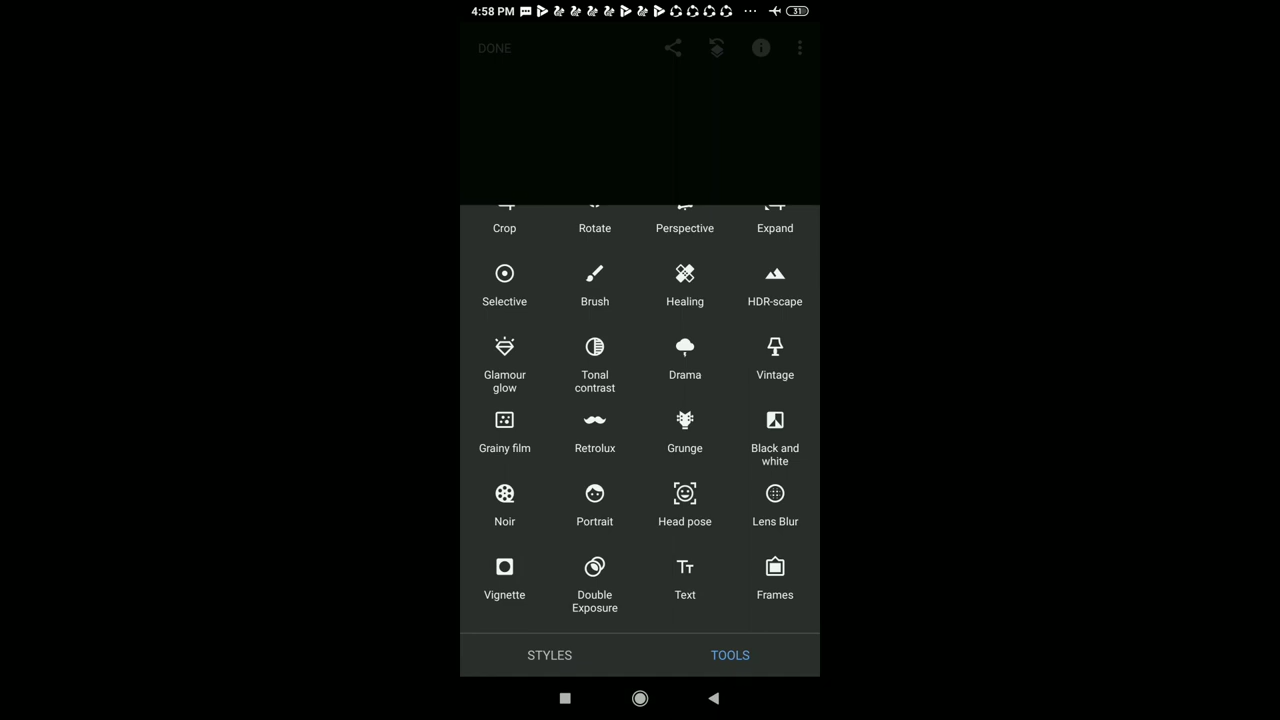 4:58 PM 31
DONE
Crop Rotate Perspective Expand
Selective Brush Healing HDR-scape
Glamour glow Tonal contrast Drama Vintage
Grainy film Retrolux Grunge Black and white
Noir Portrait Head pose Lens Blur
Vignette Double Exposure Text Frames
STYLES TOOLS